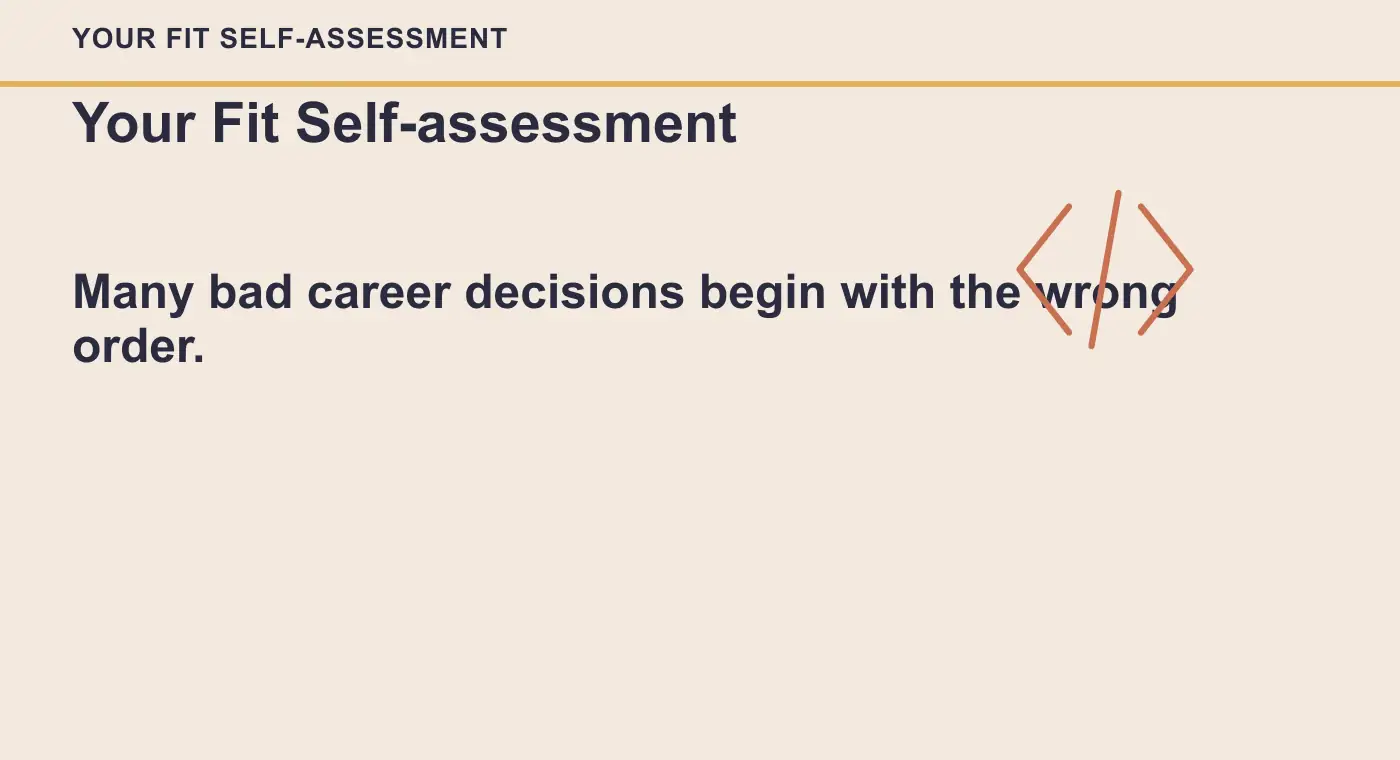 YOUR FIT SELF-ASSESSMENT
Your Fit Self-assessment
Many bad career decisions begin with the wrong
order.